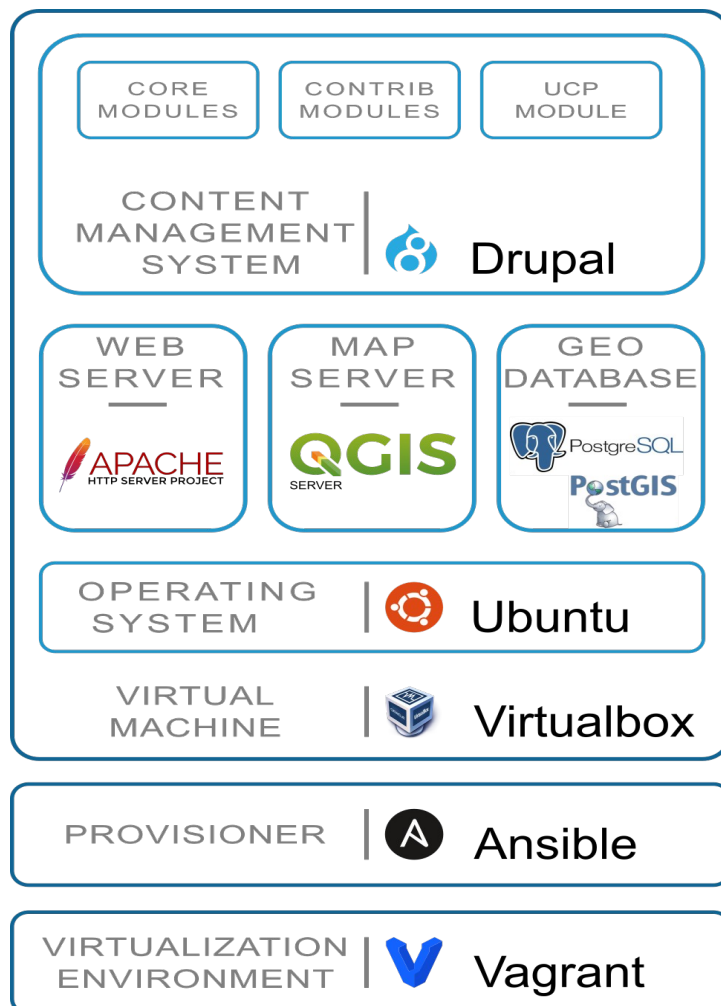 CORE
MODULES
CONTRIB
MODULES
UCP
MODULE
CONTENT
MANAGEMENT
SYSTEM
Drupal
WEB
SERVER
APACHE
HTTP SERVER PROJECT
MAP
SERVER
QGIS
SERVER
GEO
DATABASE
PostgreSQL
PostGIS
OPERATING
SYSTEM
Ubuntu
VIRTUAL
MACHINE
Virtualbox
PROVISIONER
Ansible
VIRTUALIZATION
ENVIRONMENT
Vagrant